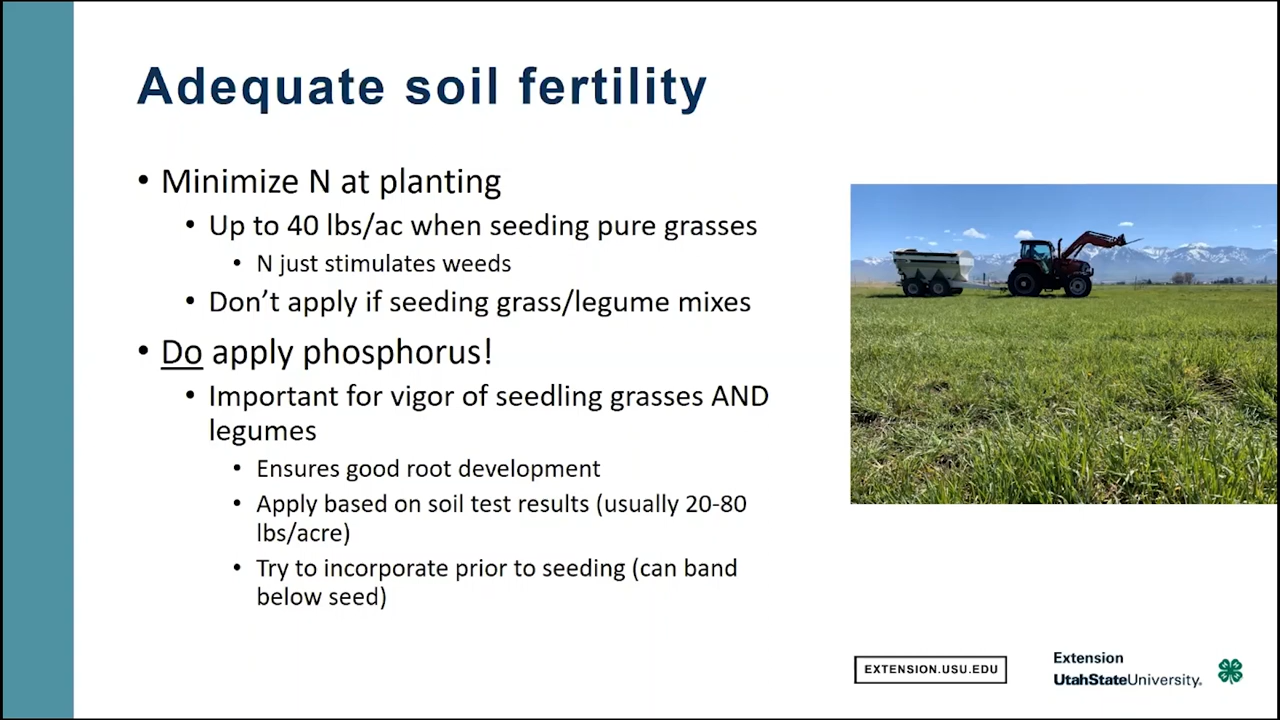 Adequate soil fertility
• Minimize N at planting
• Up to 40 lbs/ac when seeding pure grasses
• N just stimulates weeds
• Don’t apply if seeding grass/legume mixes
• Do apply phosphorus!
• Important for vigor of seedling grasses AND
legumes
• Ensures good root development
• Apply based on soil test results (usually 20-80
lbs/acre)
• Try to incorporate prior to seeding (can band
below seed)
EXTENSION.USU.EDU
Extension
UtahStateUniversity.